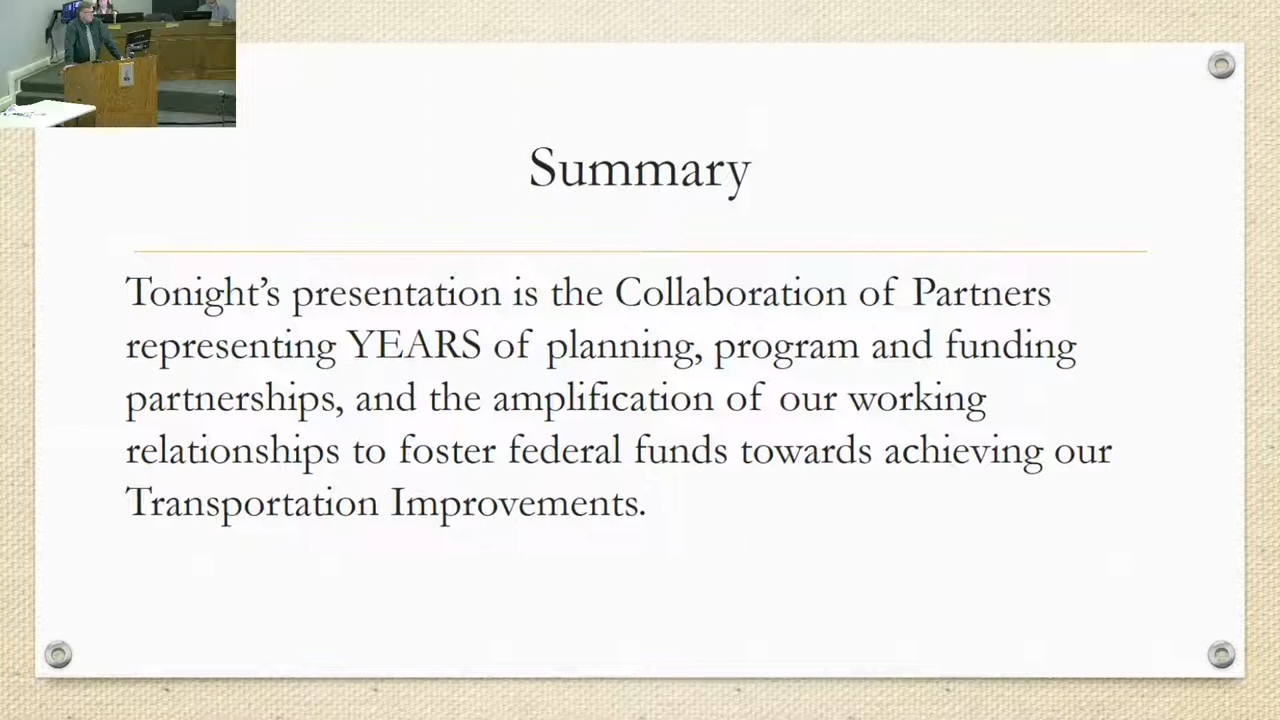 Summary
Tonight’s presentation is the Collaboration of Partners
representing YEARS of planning, program and funding
partnerships, and the amplification of our working
relationships to foster federal funds towards achieving our
Transportation Improvements.